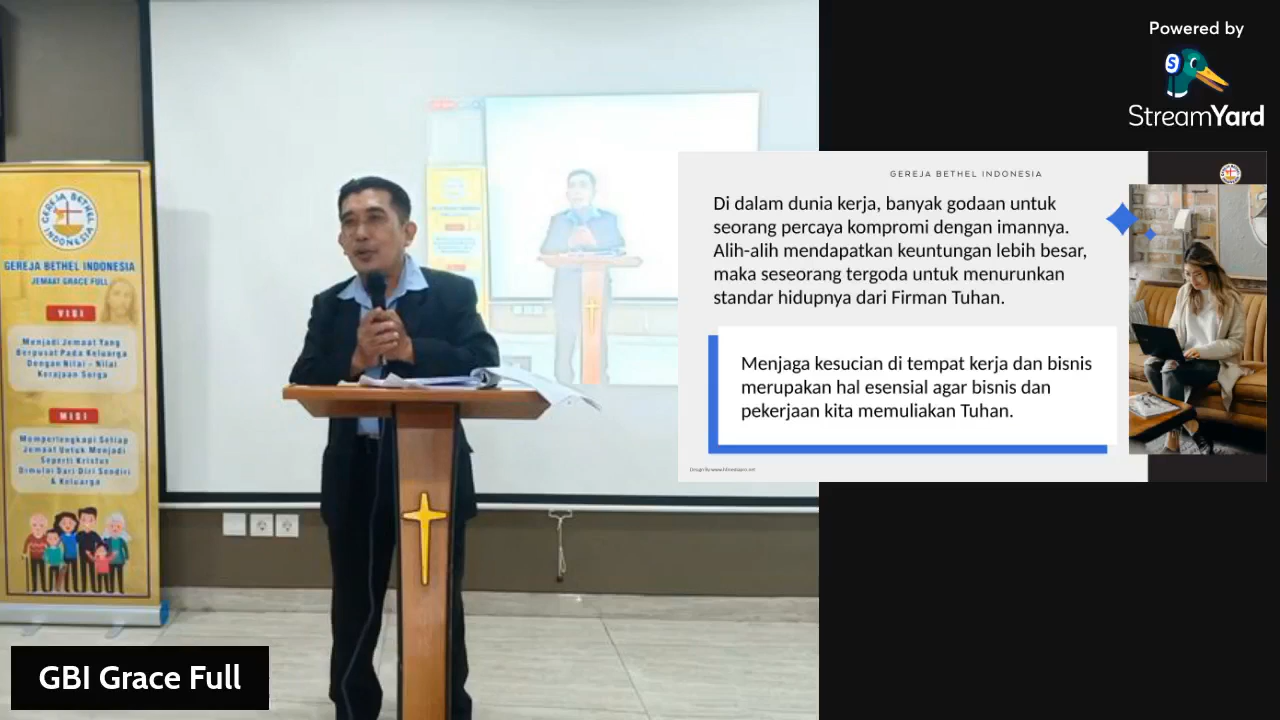 Powered by
S
StreamYard
GEREJA BETHEL
INDONESIA
GEREJA BETHEL INDONESIA
JEMAAT GRACE FULL
VISI
Menjadi Jemaat Yang
Berpusat Pada Keluarga
Dengan Nilai - Nilai
Kerajaan Sorga
MISI
Memperlengkapi Setiap
Jemaat Untuk Menjadi
Seperti Kristus
Dimulai Dari Diri Sendiri
& Keluarga
GEREJA BETHEL INDONESIA
Di dalam dunia kerja, banyak godaan untuk
seorang percaya kompromi dengan imannya.
Alih-alih mendapatkan keuntungan lebih besar,
maka seseorang tergoda untuk menurunkan
standar hidupnya dari Firman Tuhan.
Menjaga kesucian di tempat kerja dan bisnis
merupakan hal esensial agar bisnis dan
pekerjaan kita memuliakan Tuhan.
GBI Grace Full